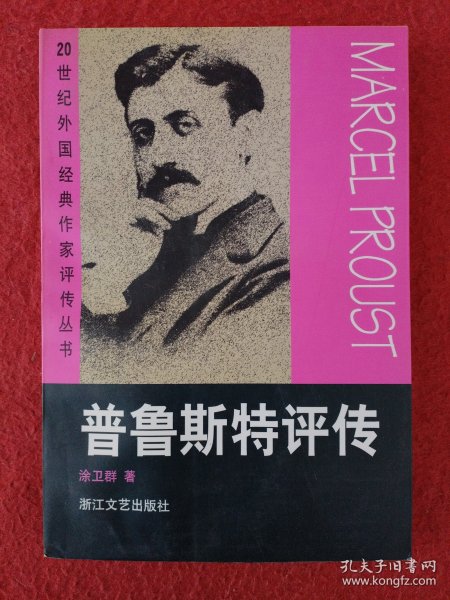 20世纪外国经典作家评传丛书
MARCEL PROUST
普鲁斯特评传
涂卫群 著
浙江文艺出版社
孔夫子旧书网
www.kongfz.com